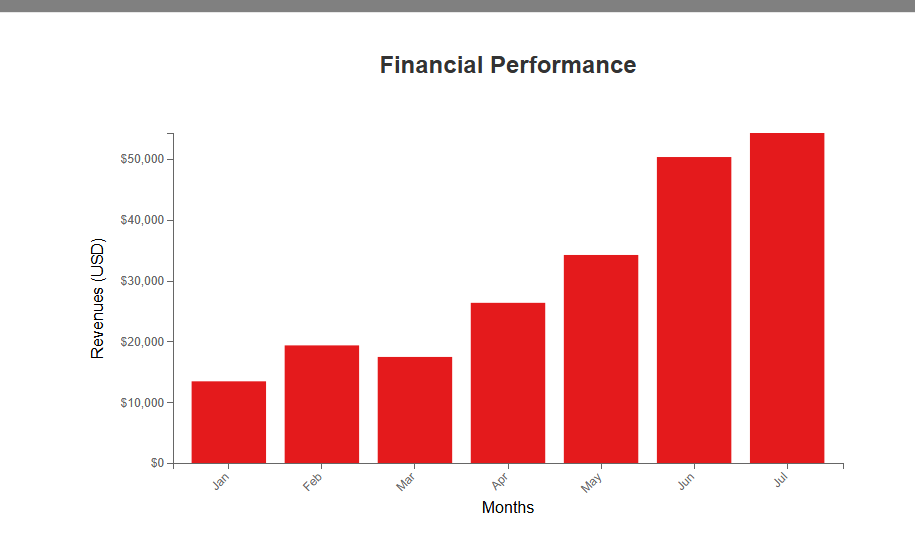 Financial Performance
$50,000
$40,000
$30,000
$20,000
$10,000
$0
Revenues (USD)
Jan
Feb
Mar
Apr
May
Jun
Jul
Months